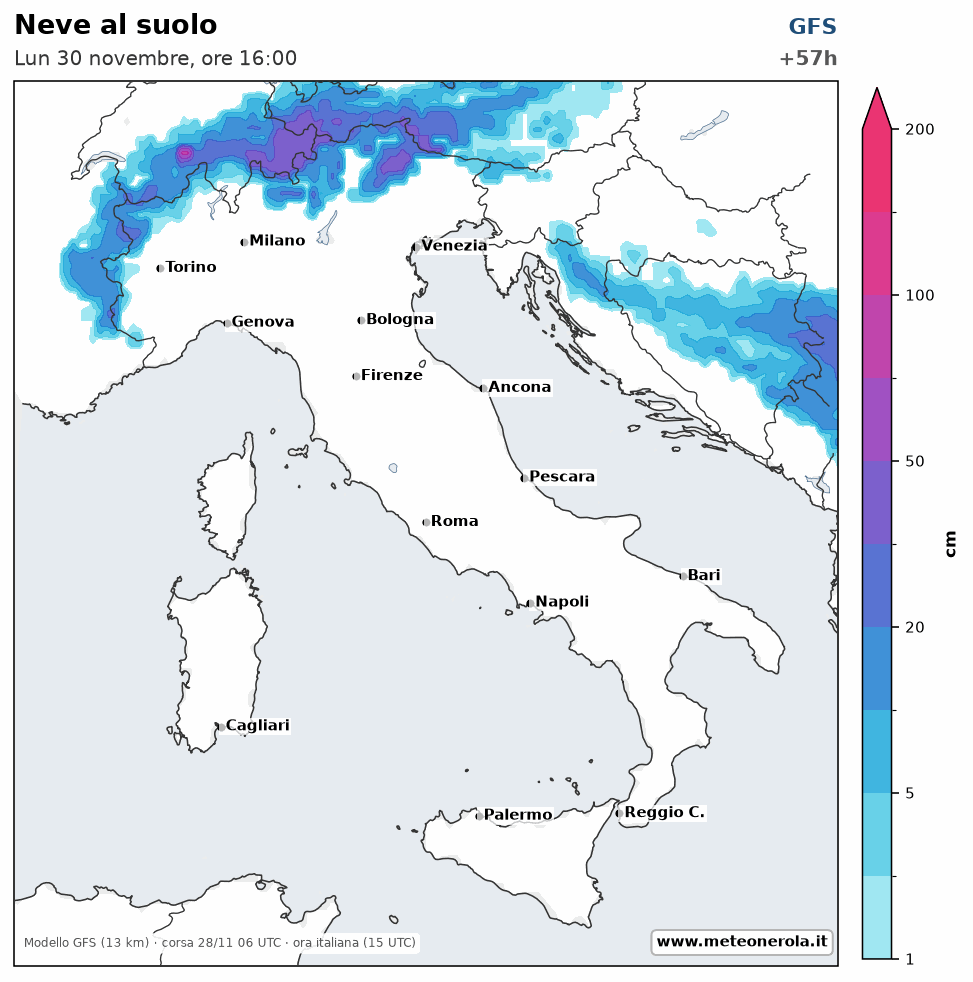 Neve al suolo
GFS
Lun 30 novembre, ore 16:00
+57h
200
100
50
20
5
1
cm
Milano
Venezia
Torino
Genova
Bologna
Firenze
Ancona
Pescara
Roma
Bari
Napoli
Cagliari
Palermo
Reggio C.
Modello GFS (13 km) · corsa 28/11 06 UTC · ora italiana (15 UTC)
www.meteonerola.it